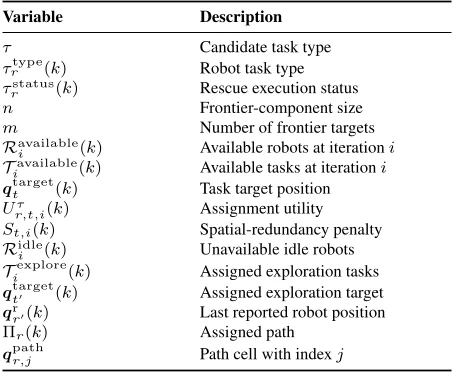 Variable Description
τ Candidate task type
τ_r^type(k) Robot task type
τ_r^status(k) Rescue execution status
n Frontier-component size
m Number of frontier targets
ℛ_i^available(k) Available robots at iteration i
𝒯_i^available(k) Available tasks at iteration i
q_t^target(k) Task target position
U_{r,t,i}^τ(k) Assignment utility
S_{t,i}(k) Spatial-redundancy penalty
ℛ_i^idle(k) Unavailable idle robots
𝒯_i^explore(k) Assigned exploration tasks
q_{t′}^target(k) Assigned exploration target
q_{r′}^r(k) Last reported robot position
Π_r(k) Assigned path
q_{r,j}^path Path cell with index j